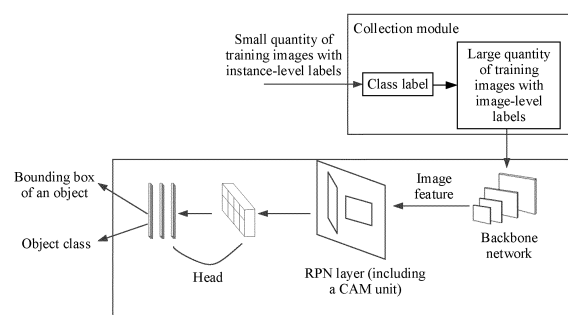 Collection module
Small quantity of
training images with
instance-level labels
Class label
Large quantity
of training
images with
image-level
labels
Bounding box
of an object
Object class
Head
RPN layer (including
a CAM unit)
Image
feature
Backbone
network